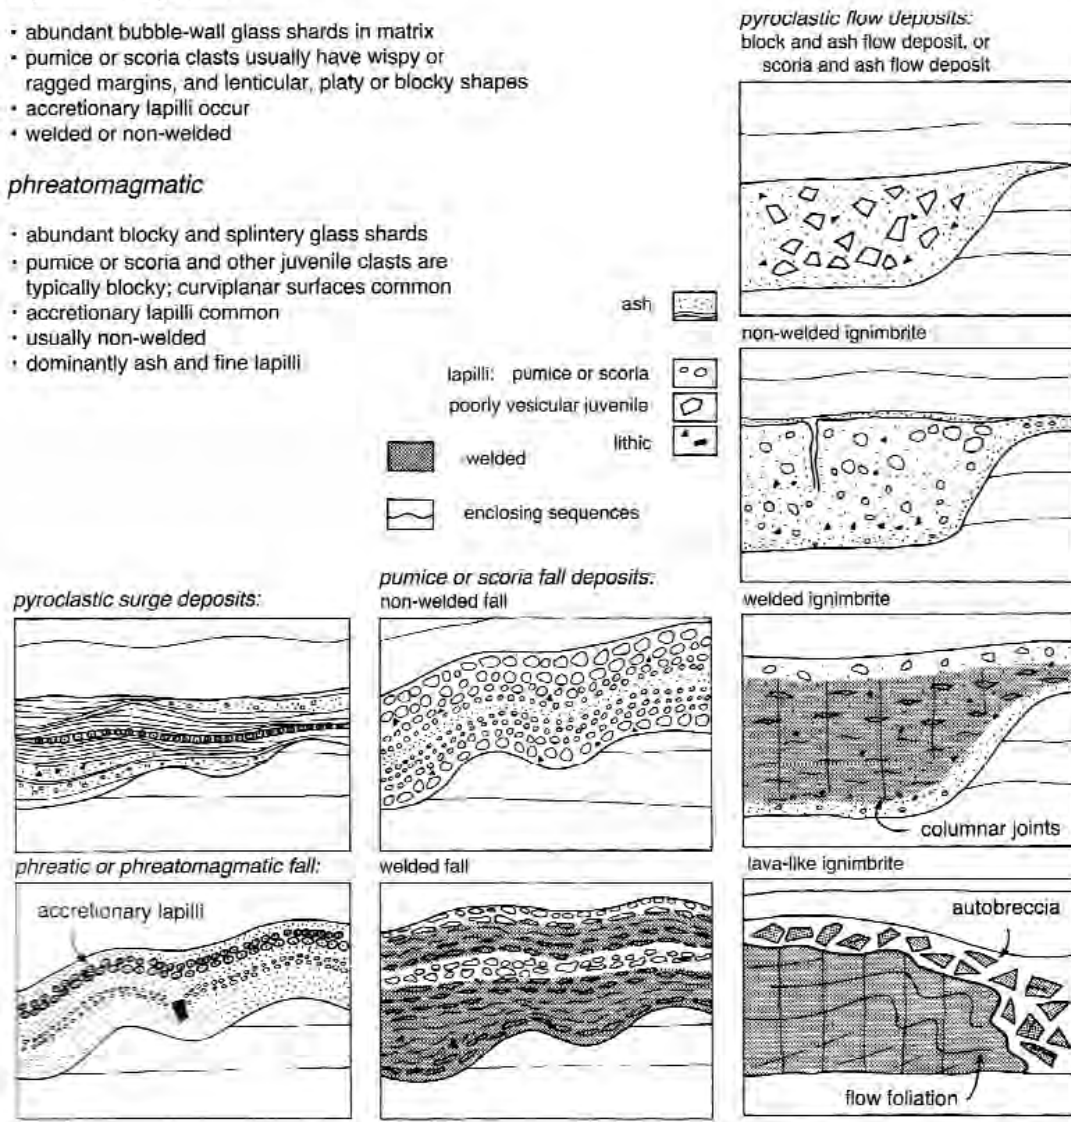 • abundant bubble-wall glass shards in matrix
• pumice or scoria clasts usually have wispy or
ragged margins, and lenticular, platy or blocky shapes
• accretionary lapilli occur
• welded or non-welded
phreatomagmatic
• abundant blocky and splintery glass shards
• pumice or scoria and other juvenile clasts are
typically blocky; curviplanar surfaces common
• accretionary lapilli common
• usually non-welded
• dominantly ash and fine lapilli
ash
lapilli: pumice or scoria
poorly vesicular juvenile
lithic
welded
enclosing sequences
pyroclastic flow deposits:
block and ash flow deposit, or
scoria and ash flow deposit
non-welded ignimbrite
welded ignimbrite
columnar joints
lava-like ignimbrite
autobreccia
flow foliation
pumice or scoria fall deposits:
non-welded fall
welded fall
pyroclastic surge deposits:
phreatic or phreatomagmatic fall:
accretionary lapilli